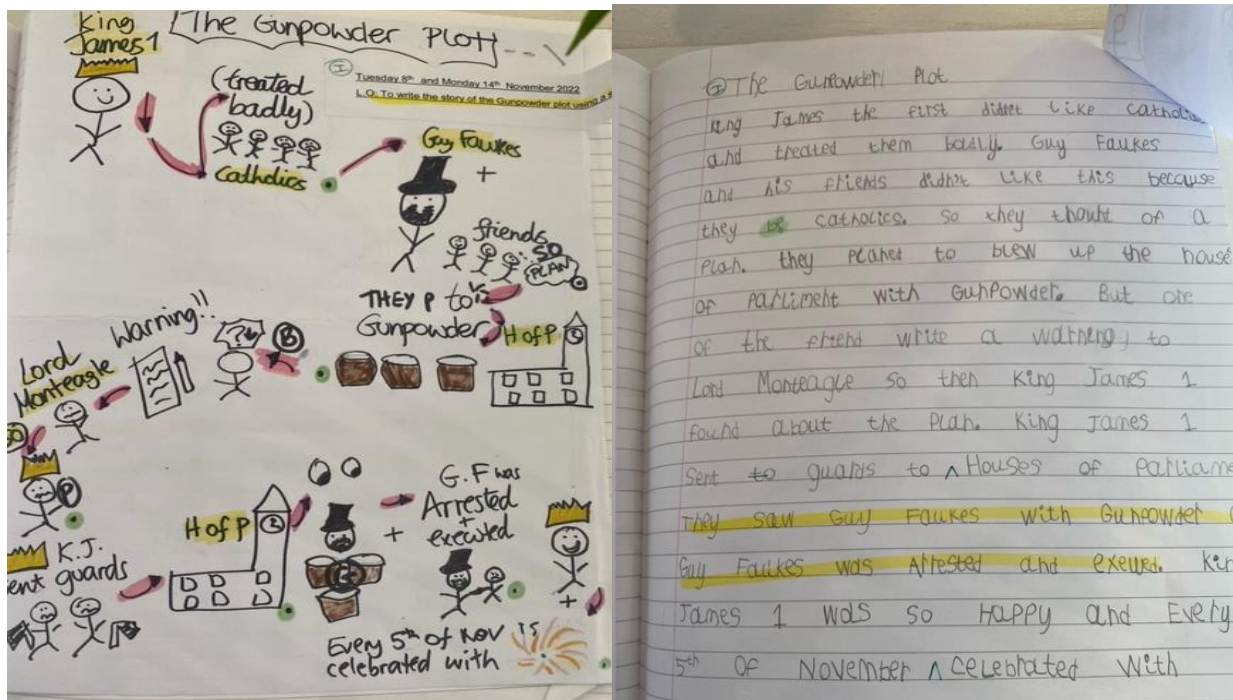 King
James 1
The Gunpowder Plot
(treated
badly)
Catholics
Tuesday 8th and Monday 14th November 2022
L.O: To write the story of the Gunpowder plot using a
Guy Fawkes
+
friends
SO
PLAN
THEY P to
Gunpowder
H of P
B
Warning!!
Lord
Monteagle
P
K.J.
ent guards
H of P
+
G.F was
Arrested
+
executed
+
Every 5th of Nov is
celebrated with
I The Gunpowder Plot
King James the first didn't like catholic
and treated them badly. Guy Faukes
and his friends didn't like this because
they be catholics. So they thouht of a
plan. they planed to blew up the house
of parliment with Gunpowder. But one
of the friend write a warning to
Lord Monteagle so then King James 1
found about the plan. King James 1
sent to guards to ^ Houses of parliame
They saw Guy Faukes with Gunpowder
Guy Faukes was Arrested and exeued. Kin
James 1 was so Happy and Every
5th Of November ^ celebrated with